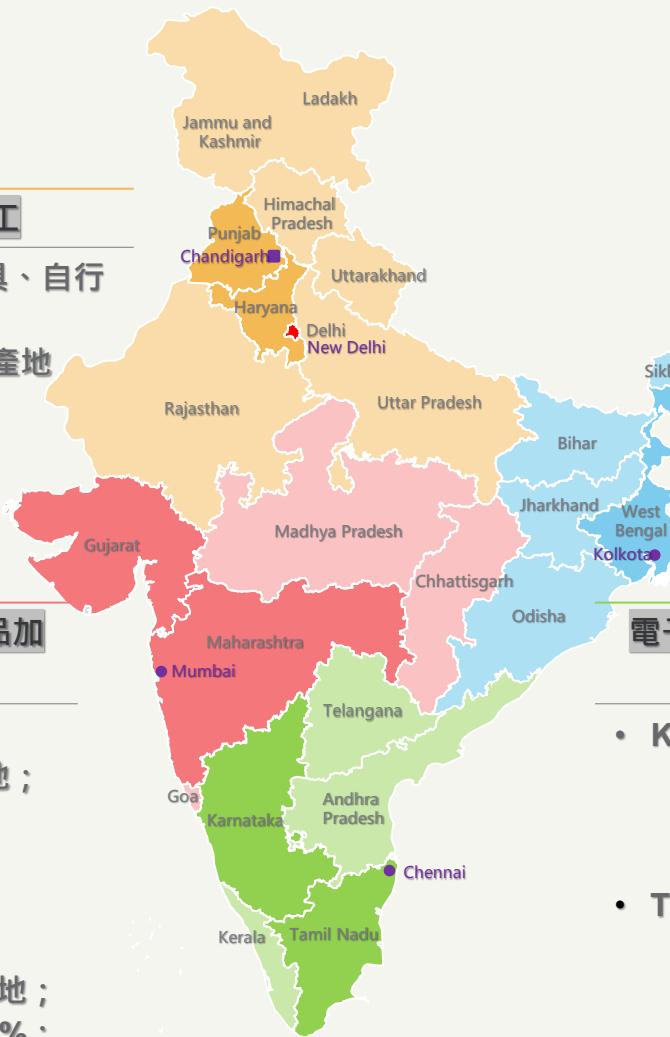 Ladakh
Jammu and
Kashmir
Himachal
Pradesh
工
Punjab
Chandigarh
、自行
Uttarakhand
Haryana
Delhi
New Delhi
產地
Rajasthan
Uttar Pradesh
Bihar
Jharkhand
West
Bengal
Madhya Pradesh
Gujarat
Kolkota
Chhattisgarh
Odisha
品加
Maharashtra
電子
Mumbai
Telangana
• K
地；
Goa
Andhra
Pradesh
Karnataka
Chennai
• T
Kerala
Tamil Nadu
地；
%；